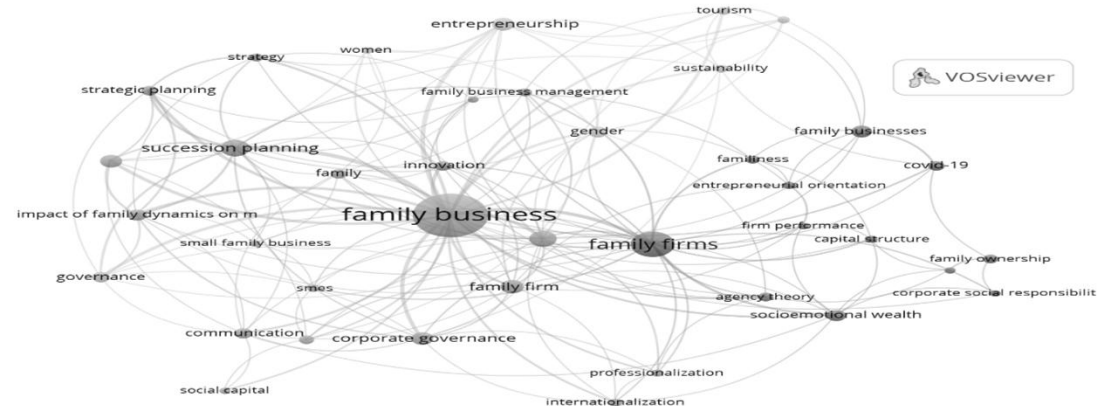 tourism
entrepreneurship
women
strategy
sustainability
VOSviewer
strategic planning
family business management
gender
family businesses
succession planning
innovation
familiness
covid-19
family
entrepreneurial orientation
impact of family dynamics on m
family business
firm performance
small family business
family firms
capital structure
family ownership
governance
smes
family firm
agency theory
corporate social responsibilit
socioemotional wealth
communication
corporate governance
professionalization
social capital
internationalization